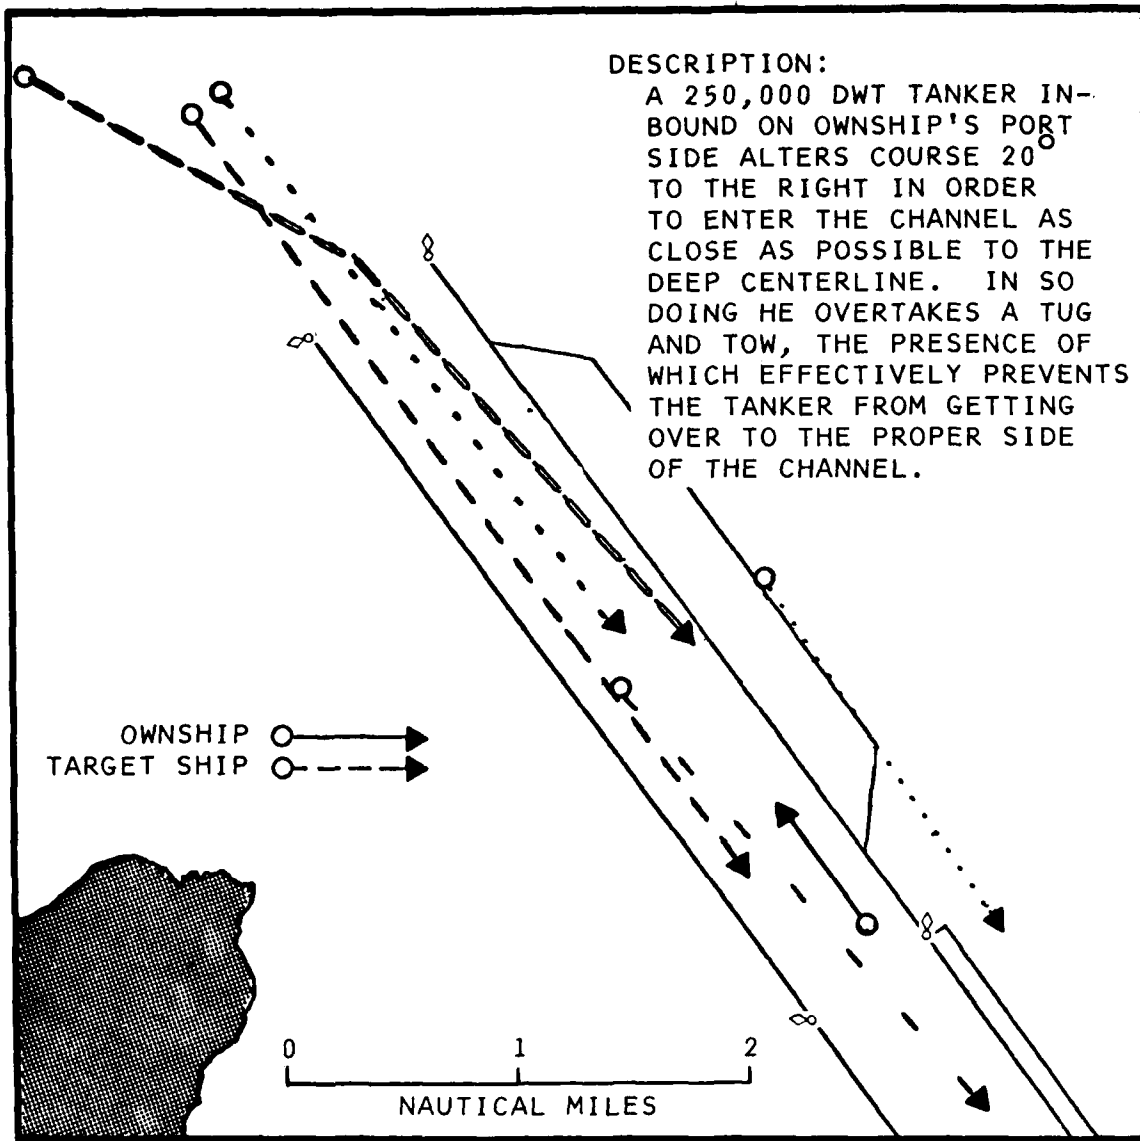 DESCRIPTION:
A 250,000 DWT TANKER IN-
BOUND ON OWNSHIP'S PORT
SIDE ALTERS COURSE 20°
TO THE RIGHT IN ORDER
TO ENTER THE CHANNEL AS
CLOSE AS POSSIBLE TO THE
DEEP CENTERLINE. IN SO
DOING HE OVERTAKES A TUG
AND TOW, THE PRESENCE OF
WHICH EFFECTIVELY PREVENTS
THE TANKER FROM GETTING
OVER TO THE PROPER SIDE
OF THE CHANNEL.
OWNSHIP
TARGET SHIP
0 1 2
NAUTICAL MILES